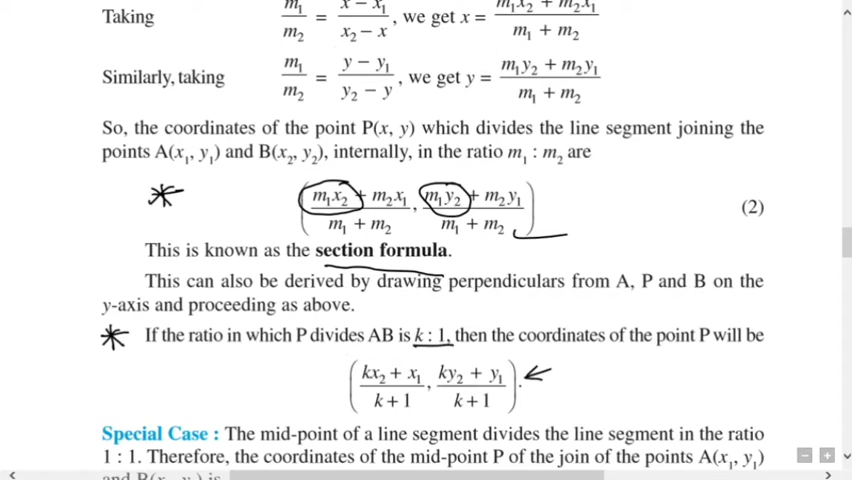 Taking m₁/m₂ = (x – x₁)/(x₂ – x), we get x = (m₁x₂ + m₂x₁)/(m₁ + m₂)
Similarly, taking m₁/m₂ = (y – y₁)/(y₂ – y), we get y = (m₁y₂ + m₂y₁)/(m₁ + m₂)
So, the coordinates of the point P(x, y) which divides the line segment joining the
points A(x₁, y₁) and B(x₂, y₂), internally, in the ratio m₁ : m₂ are
((m₁x₂ + m₂x₁)/(m₁ + m₂), (m₁y₂ + m₂y₁)/(m₁ + m₂)) (2)
This is known as the section formula.
This can also be derived by drawing perpendiculars from A, P and B on the
y-axis and proceeding as above.
If the ratio in which P divides AB is k : 1, then the coordinates of the point P will be
((kx₂ + x₁)/(k + 1), (ky₂ + y₁)/(k + 1)).
Special Case : The mid-point of a line segment divides the line segment in the ratio
1 : 1. Therefore, the coordinates of the mid-point P of the join of the points A(x₁, y₁)